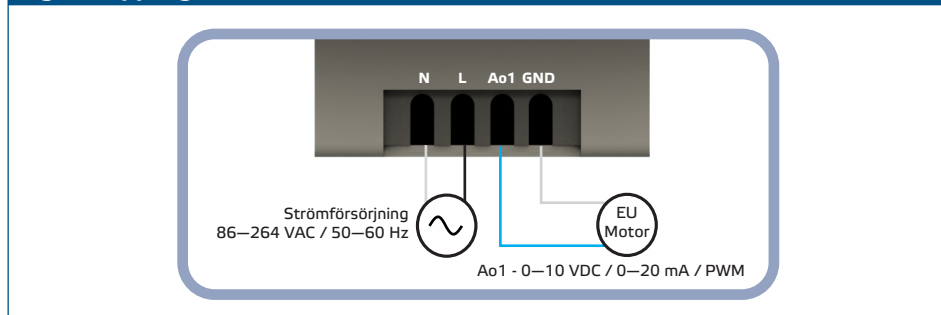 N L Ao1 GND
Strömförsörjning
86—264 VAC / 50—60 Hz
EU
Motor
Ao1 - 0—10 VDC / 0—20 mA / PWM